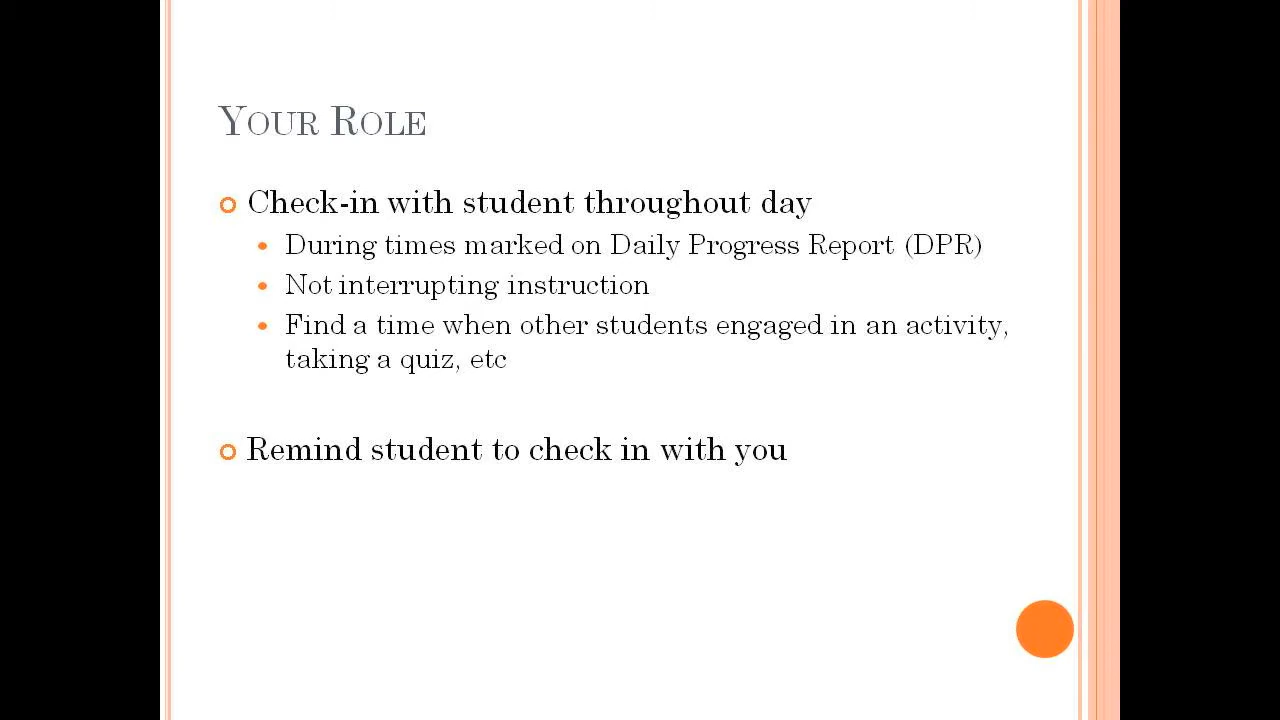 Your Role
Check-in with student throughout day
During times marked on Daily Progress Report (DPR)
Not interrupting instruction
Find a time when other students engaged in an activity,
taking a quiz, etc
Remind student to check in with you